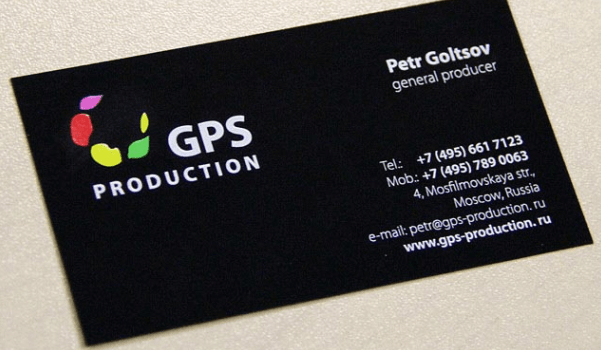 Petr Goltsov
general producer
GPS
PRODUCTION
Tel.: +7 (495) 661 7123
Mob.: +7 (495) 789 0063
4, Mosfilmovskaya str.,
Moscow, Russia
e-mail: petr@gps-production. ru
www.gps-production. ru